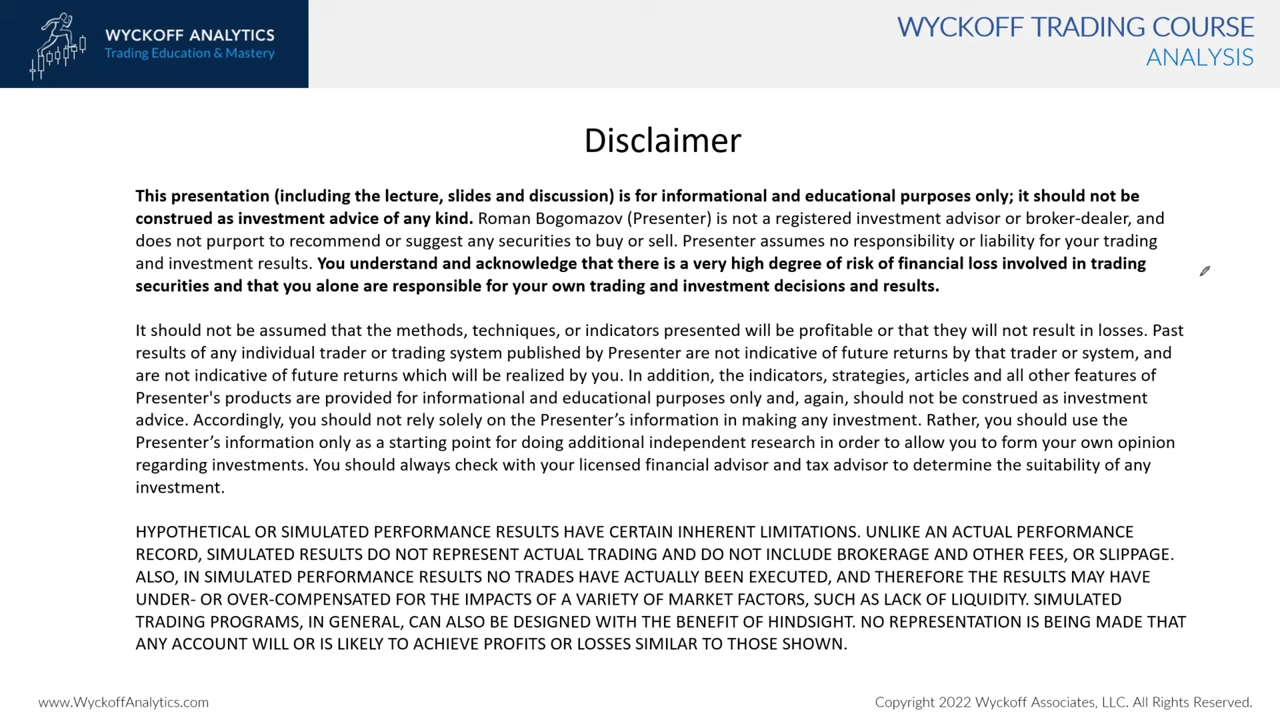 WYCKOFF ANALYTICS
Trading Education & Mastery
WYCKOFF TRADING COURSE
ANALYSIS
Disclaimer
This presentation (including the lecture, slides and discussion) is for informational and educational purposes only; it should not be
construed as investment advice of any kind. Roman Bogomazov (Presenter) is not a registered investment advisor or broker-dealer, and
does not purport to recommend or suggest any securities to buy or sell. Presenter assumes no responsibility or liability for your trading
and investment results. You understand and acknowledge that there is a very high degree of risk of financial loss involved in trading
securities and that you alone are responsible for your own trading and investment decisions and results.
It should not be assumed that the methods, techniques, or indicators presented will be profitable or that they will not result in losses. Past
results of any individual trader or trading system published by Presenter are not indicative of future returns by that trader or system, and
are not indicative of future returns which will be realized by you. In addition, the indicators, strategies, articles and all other features of
Presenter's products are provided for informational and educational purposes only and, again, should not be construed as investment
advice. Accordingly, you should not rely solely on the Presenter’s information in making any investment. Rather, you should use the
Presenter’s information only as a starting point for doing additional independent research in order to allow you to form your own opinion
regarding investments. You should always check with your licensed financial advisor and tax advisor to determine the suitability of any
investment.
HYPOTHETICAL OR SIMULATED PERFORMANCE RESULTS HAVE CERTAIN INHERENT LIMITATIONS. UNLIKE AN ACTUAL PERFORMANCE
RECORD, SIMULATED RESULTS DO NOT REPRESENT ACTUAL TRADING AND DO NOT INCLUDE BROKERAGE AND OTHER FEES, OR SLIPPAGE.
ALSO, IN SIMULATED PERFORMANCE RESULTS NO TRADES HAVE ACTUALLY BEEN EXECUTED, AND THEREFORE THE RESULTS MAY HAVE
UNDER- OR OVER-COMPENSATED FOR THE IMPACTS OF A VARIETY OF MARKET FACTORS, SUCH AS LACK OF LIQUIDITY. SIMULATED
TRADING PROGRAMS, IN GENERAL, CAN ALSO BE DESIGNED WITH THE BENEFIT OF HINDSIGHT. NO REPRESENTATION IS BEING MADE THAT
ANY ACCOUNT WILL OR IS LIKELY TO ACHIEVE PROFITS OR LOSSES SIMILAR TO THOSE SHOWN.
www.WyckoffAnalytics.com
Copyright 2022 Wyckoff Associates, LLC. All Rights Reserved.